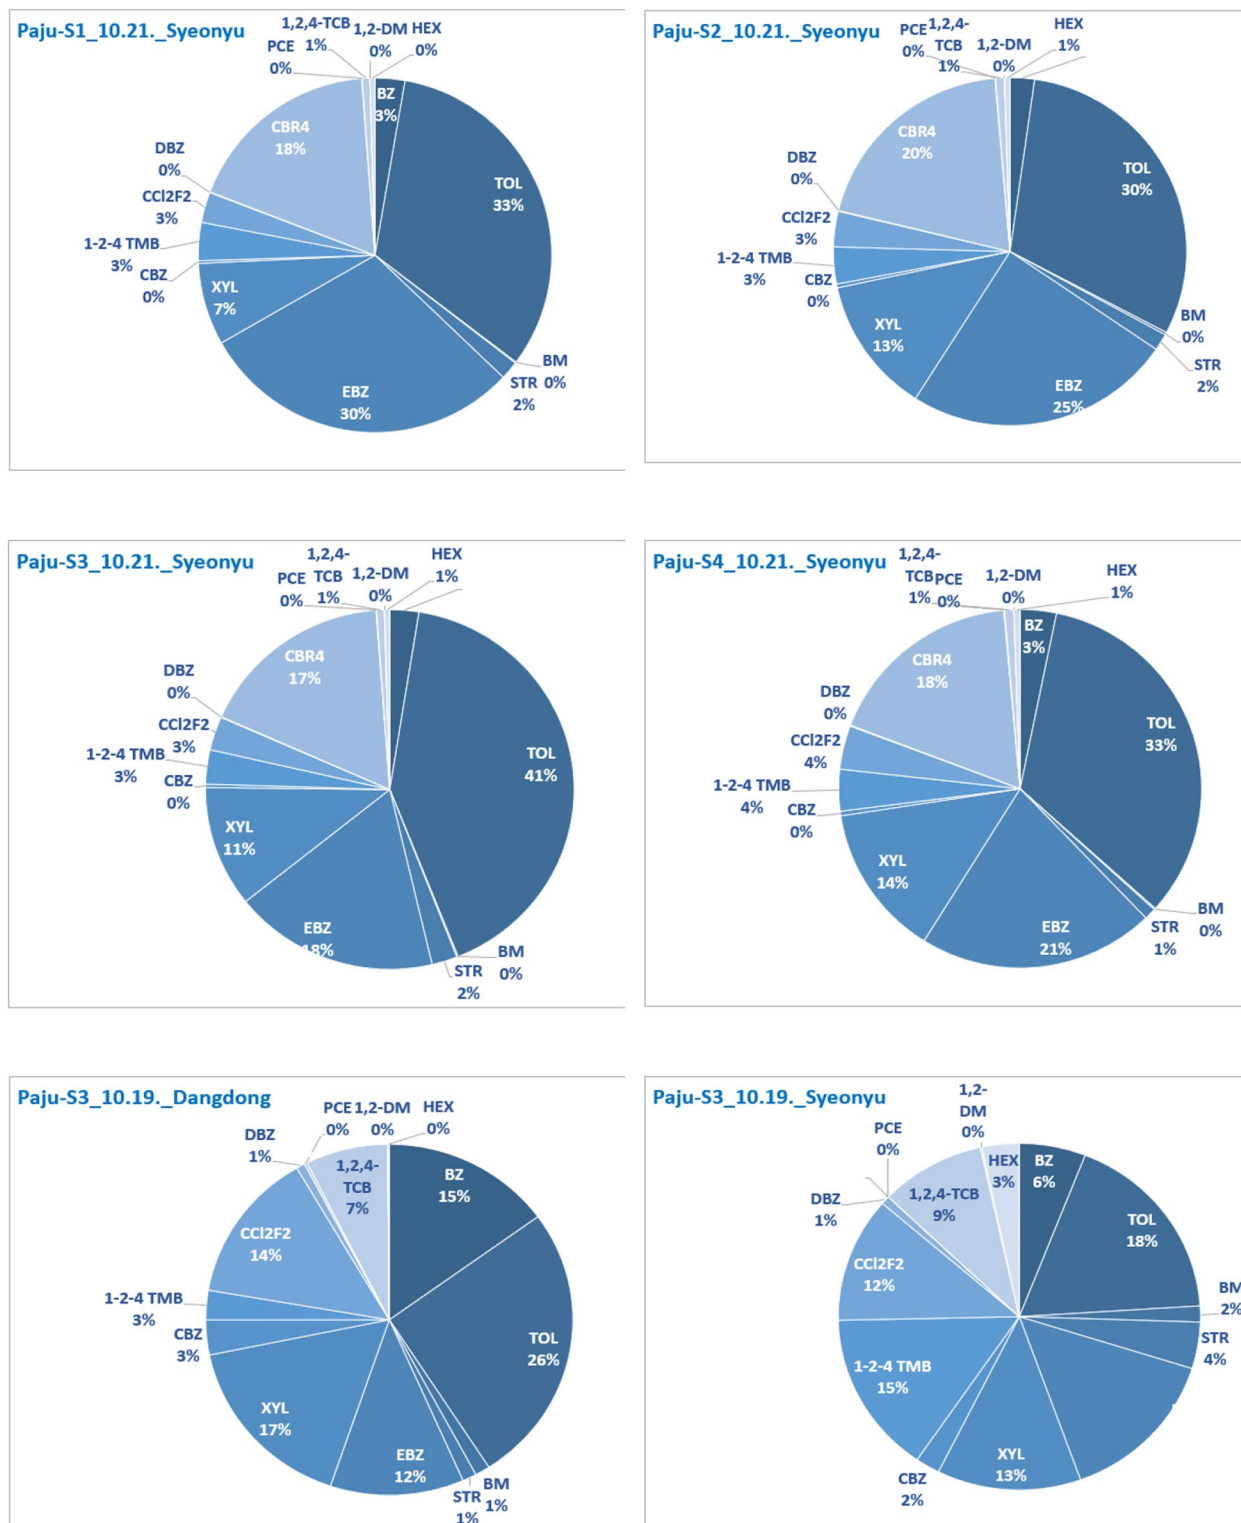 Paju-S1_10.21._Syeonyu
1,2,4-TCB
1%
1,2-DM
0%
HEX
0%
PCE
0%
BZ
3%
CBR4
18%
DBZ
0%
TOL
33%
CCl2F2
3%
1-2-4 TMB
3%
CBZ
0%
XYL
7%
BM
0%
STR
2%
EBZ
30%
Paju-S2_10.21._Syeonyu
PCE
0%
1,2,4-
TCB
1%
1,2-DM
0%
HEX
1%
CBR4
20%
DBZ
0%
TOL
30%
CCl2F2
3%
1-2-4 TMB
3%
CBZ
0%
XYL
13%
BM
0%
STR
2%
EBZ
25%
Paju-S3_10.21._Syeonyu
PCE
0%
1,2,4-
TCB
1%
1,2-DM
0%
HEX
1%
CBR4
17%
DBZ
0%
CCl2F2
3%
1-2-4 TMB
3%
CBZ
0%
TOL
41%
XYL
11%
EBZ
18%
STR
2%
BM
0%
Paju-S4_10.21._Syeonyu
1,2,4-
TCB
1%
PCE
0%
1,2-DM
0%
HEX
1%
BZ
3%
CBR4
18%
DBZ
0%
TOL
33%
CCl2F2
4%
1-2-4 TMB
4%
CBZ
0%
XYL
14%
BM
0%
STR
1%
EBZ
21%
Paju-S3_10.19._Dangdong
PCE
0%
1,2-DM
0%
HEX
0%
DBZ
1%
1,2,4-
TCB
7%
BZ
15%
CCl2F2
14%
1-2-4 TMB
3%
CBZ
3%
TOL
26%
XYL
17%
EBZ
12%
STR
1%
BM
1%
Paju-S3_10.19._Syeonyu
1,2-
DM
0%
PCE
0%
HEX
3%
BZ
6%
DBZ
1%
1,2,4-TCB
9%
TOL
18%
CCl2F2
12%
BM
2%
STR
4%
1-2-4 TMB
15%
XYL
13%
CBZ
2%